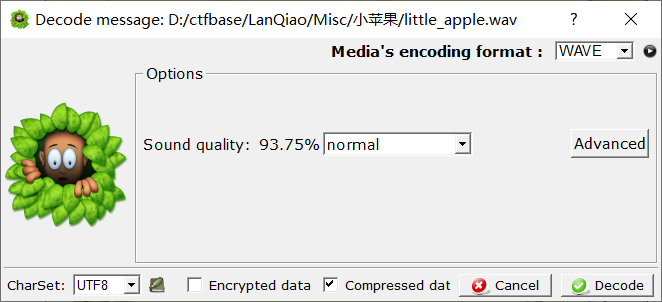 Decode message: D:/ctfbase/LanQiao/Misc/小苹果/little_apple.wav
Media's encoding format : WAVE
Options
Sound quality: 93.75% normal Advanced
CharSet: UTF8 Encrypted data Compressed dat Cancel Decode